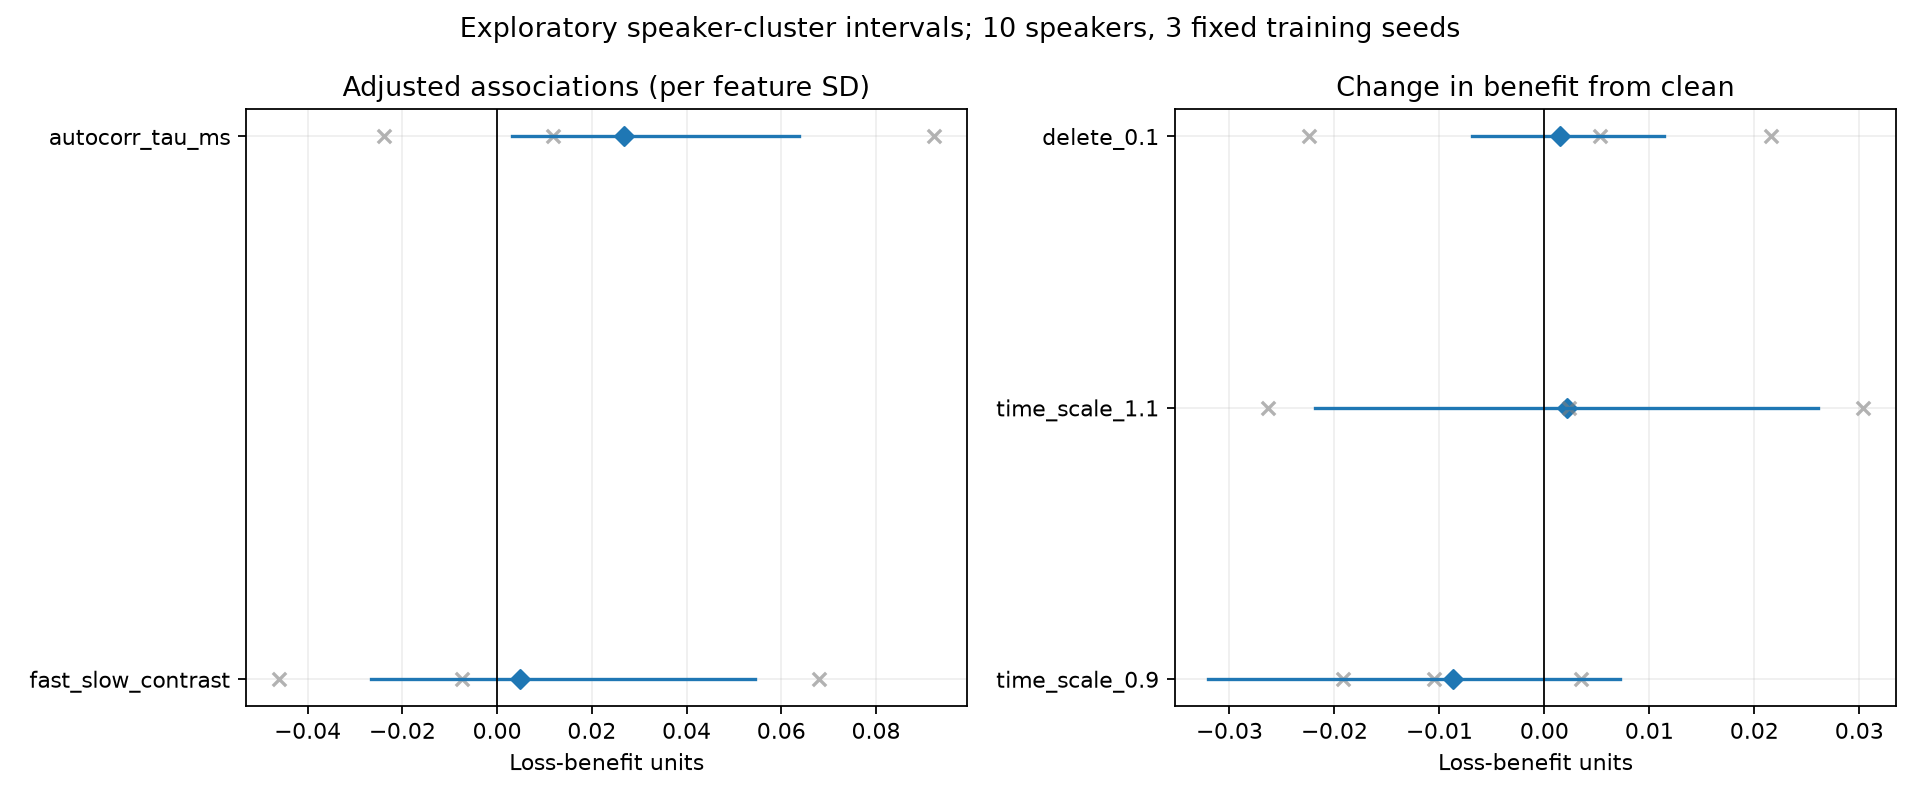 Exploratory speaker-cluster intervals; 10 speakers, 3 fixed training seeds
Adjusted associations (per feature SD)
autocorr_tau_ms
fast_slow_contrast
−0.04 −0.02 0.00 0.02 0.04 0.06 0.08
Loss-benefit units
Change in benefit from clean
delete_0.1
time_scale_1.1
time_scale_0.9
−0.03 −0.02 −0.01 0.00 0.01 0.02 0.03
Loss-benefit units